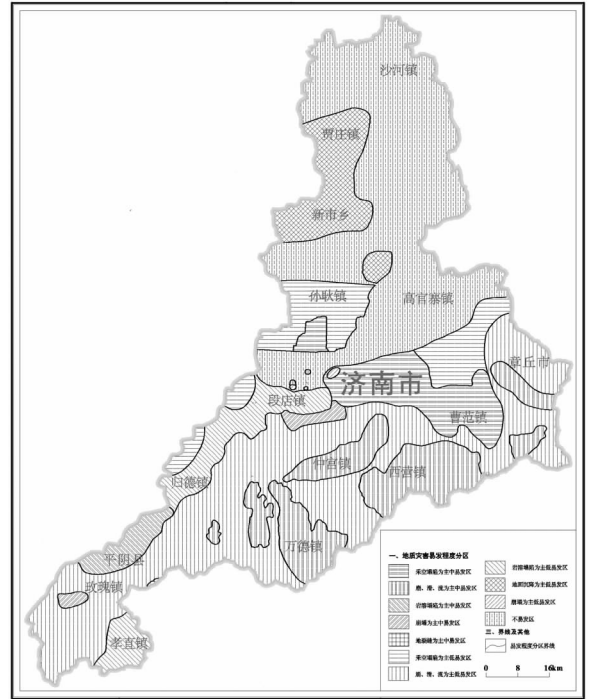 沙河镇
贾庄镇
新市乡
孙耿镇
高官寨镇
济南市
章丘市
段店镇
曹范镇
仲宫镇
西营镇
归德镇
万德镇
平阴县
玫瑰镇
孝直镇
一、地质灾害易发程度分区
采空塌陷为主中易发区
崩、滑、流为主中易发区
岩溶塌陷为主中易发区
崩塌为主中易发区
地裂缝为主中易发区
采空塌陷为主低易发区
崩、滑、流为主低易发区
岩溶塌陷为主低易发区
地面沉降为主低易发区
崩塌为主低易发区
不易发区
二、界线及其他
易发程度分区界线
0 8 16km